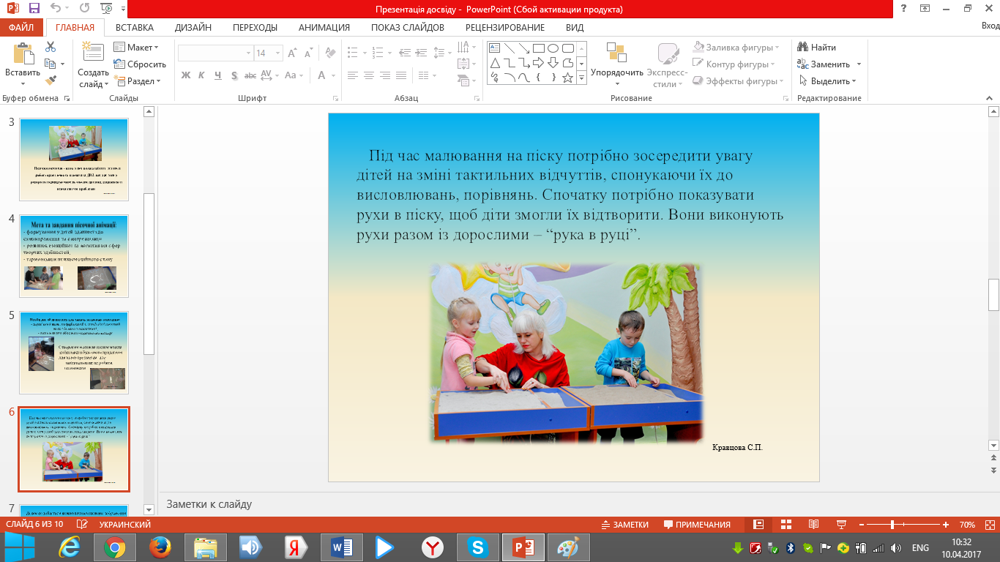 Презентація досвіду - PowerPoint (Сбой активации продукта)
Вход
ФАЙЛ ГЛАВНАЯ ВСТАВКА ДИЗАЙН ПЕРЕХОДЫ АНИМАЦИЯ ПОКАЗ СЛАЙДОВ РЕЦЕНЗИРОВАНИЕ ВИД
Вставить
Буфер обмена
Создать слайд
Макет
Сбросить
Раздел
Слайды
14
Ж К Ч S abc AV Aa A
Шрифт
Абзац
Упорядочить
Экспресс-стили
Заливка фигуры
Контур фигуры
Эффекты фигуры
Рисование
Найти
Заменить
Выделить
Редактирование
3
4
Мета та завдання пісочної анімації:
5
6
7
Під час малювання на піску потрібно зосередити увагу
дітей на зміні тактильних відчуттів, спонукаючи їх до
висловлювань, порівнянь. Спочатку потрібно показувати
рухи в піску, щоб діти змогли їх відтворити. Вони виконують
рухи разом із дорослими – “рука в руці”.
Кравцова С.П.
Заметки к слайду
СЛАЙД 6 ИЗ 10 УКРАИНСКИЙ ЗАМЕТКИ ПРИМЕЧАНИЯ 70%
ENG
10:32
10.04.2017